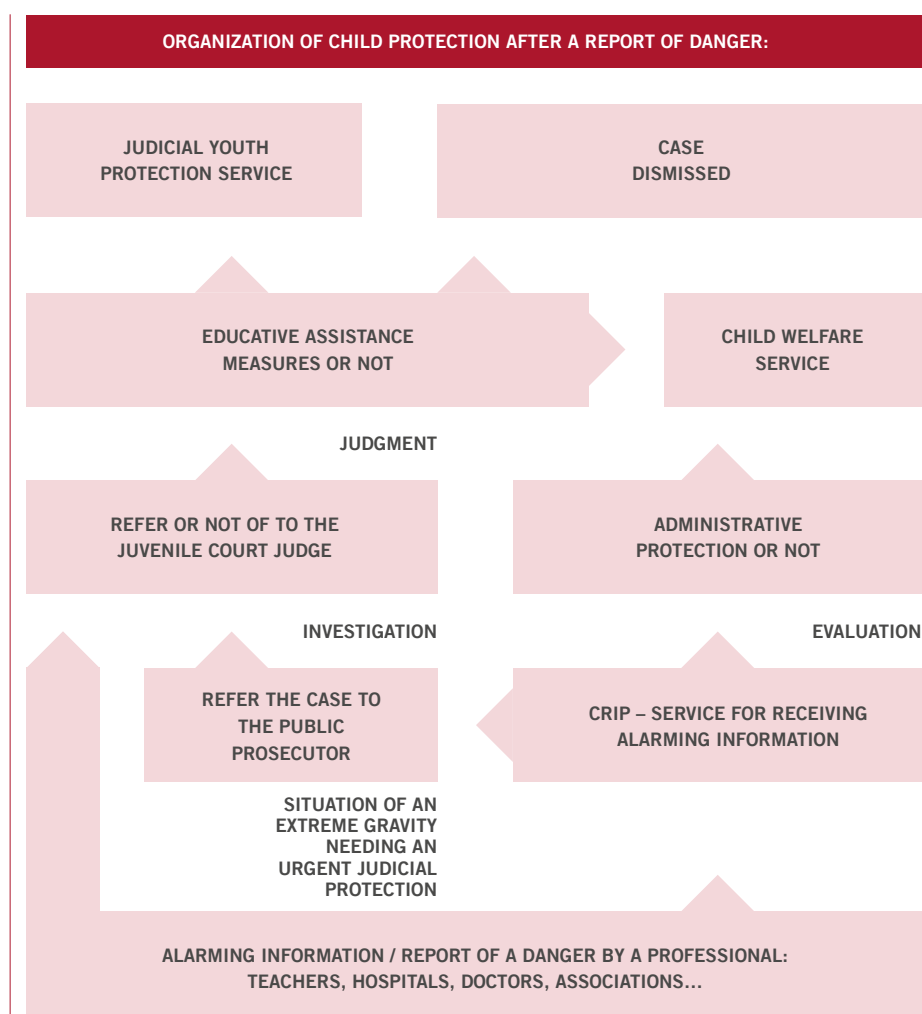 ORGANIZATION OF CHILD PROTECTION AFTER A REPORT OF DANGER:
JUDICIAL YOUTH
PROTECTION SERVICE
CASE
DISMISSED
EDUCATIVE ASSISTANCE
MEASURES OR NOT
CHILD WELFARE
SERVICE
JUDGMENT
REFER OR NOT OF TO THE
JUVENILE COURT JUDGE
ADMINISTRATIVE
PROTECTION OR NOT
INVESTIGATION
EVALUATION
REFER THE CASE TO
THE PUBLIC
PROSECUTOR
CRIP – SERVICE FOR RECEIVING
ALARMING INFORMATION
SITUATION OF AN
EXTREME GRAVITY
NEEDING AN
URGENT JUDICIAL
PROTECTION
ALARMING INFORMATION / REPORT OF A DANGER BY A PROFESSIONAL:
TEACHERS, HOSPITALS, DOCTORS, ASSOCIATIONS...